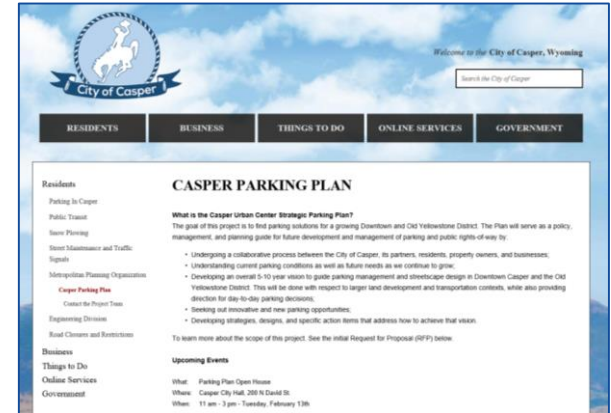 City of Casper
Welcome to the City of Casper, Wyoming
Search the City of Casper
RESIDENTS
BUSINESS
THINGS TO DO
ONLINE SERVICES
GOVERNMENT
Residents
Parking In Casper
Public Transit
Snow Plowing
Street Maintenance and Traffic
Signals
Metropolitan Planning Organization
Casper Parking Plan
Contact the Project Team
Engineering Division
Road Closures and Restrictions
Business
Things to Do
Online Services
Government
CASPER PARKING PLAN
What is the Casper Urban Center Strategic Parking Plan?
The goal of this project is to find parking solutions for a growing Downtown and Old Yellowstone District. The Plan will serve as a policy,
management, and planning guide for future development and management of parking and public rights-of-way by:
• Undergoing a collaborative process between the City of Casper, its partners, residents, property owners, and businesses;
• Understanding current parking conditions as well as future needs as we continue to grow;
• Developing an overall 5-10 year vision to guide parking management and streetscape design in Downtown Casper and the Old
Yellowstone District. This will be done with respect to larger land development and transportation contexts, while also providing
direction for day-to-day parking decisions;
• Seeking out innovative and new parking opportunities;
• Developing strategies, designs, and specific action items that address how to achieve that vision.
To learn more about the scope of this project. See the initial Request for Proposal (RFP) below.
Upcoming Events
What: Parking Plan Open House
Where: Casper City Hall, 200 N David St.
When: 11 am - 3 pm - Tuesday, February 13th